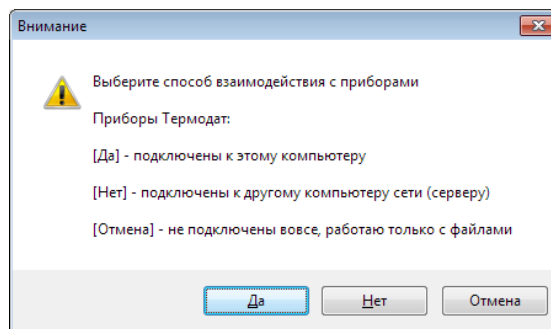 Внимание
Выберите способ взаимодействия с приборами
Приборы Термодат:
[Да] - подключены к этому компьютеру
[Нет] - подключены к другому компьютеру сети (серверу)
[Отмена] - не подключены вовсе, работаю только с файлами
Да Нет Отмена